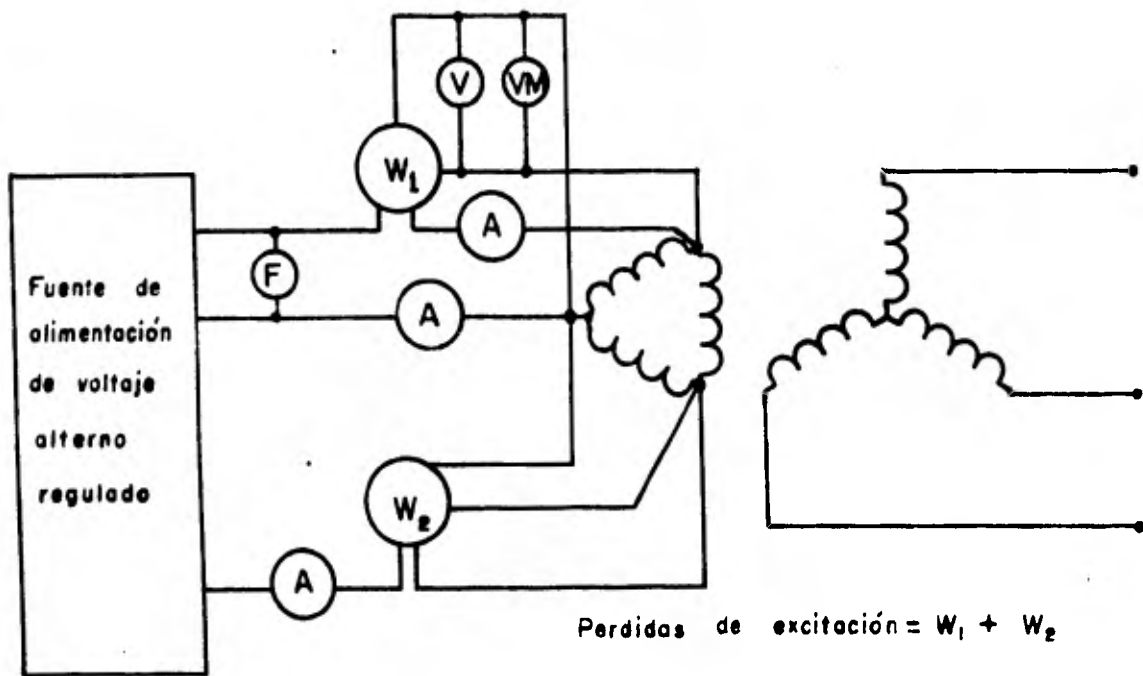 V
VM
W₁
A
F
A
Fuente de
alimentación
de voltaje
alterno
regulado
W₂
A
Perdidas de excitación = W₁ + W₂